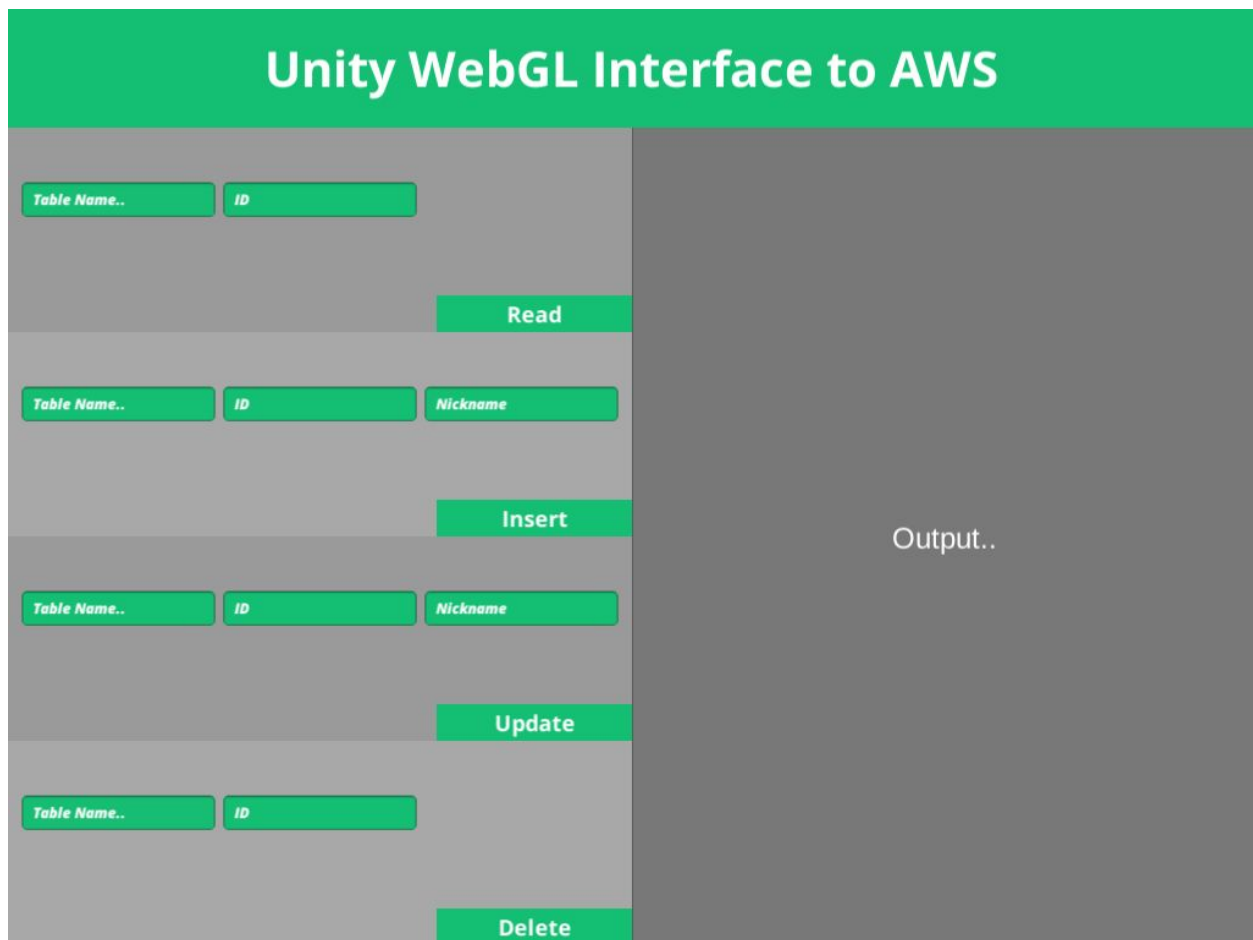 Unity WebGL Interface to AWS
Table Name.. ID
Read
Table Name.. ID Nickname
Insert
Table Name.. ID Nickname
Update
Table Name.. ID
Delete
Output..